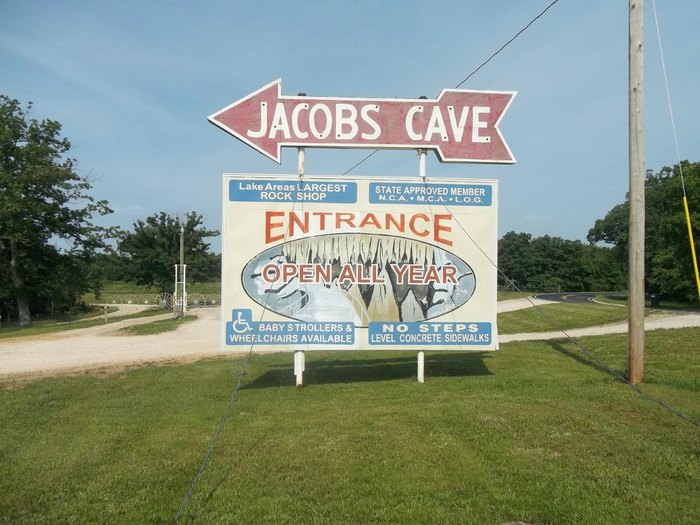 JACOBS CAVE
Lake Areas LARGEST
ROCK SHOP
STATE APPROVED MEMBER
N.C.A. • M.C.A. • L.O.G.
ENTRANCE
OPEN ALL YEAR
BABY STROLLERS &
WHEELCHAIRS AVAILABLE
NO STEPS
LEVEL CONCRETE SIDEWALKS